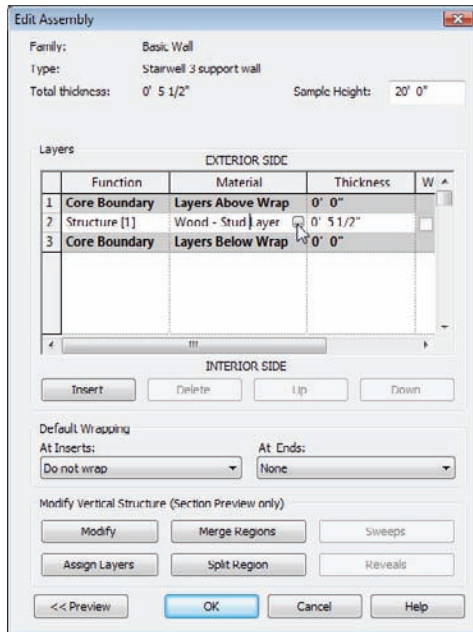 Edit Assembly
Family: Basic Wall
Type: Stairwell 3 support wall
Total thickness: 0' 5 1/2" Sample Height: 20' 0"
Layers
EXTERIOR SIDE
Function Material Thickness W
1 Core Boundary Layers Above Wrap 0' 0"
2 Structure [1] Wood - Stud Layer 0' 5 1/2"
3 Core Boundary Layers Below Wrap 0' 0"
INTERIOR SIDE
Insert Delete Up Down
Default Wrapping
At Inserts: At Ends:
Do not wrap None
Modify Vertical Structure (Section Preview only)
Modify Merge Regions Sweeps
Assign Layers Split Region Reveals
<< Preview OK Cancel Help